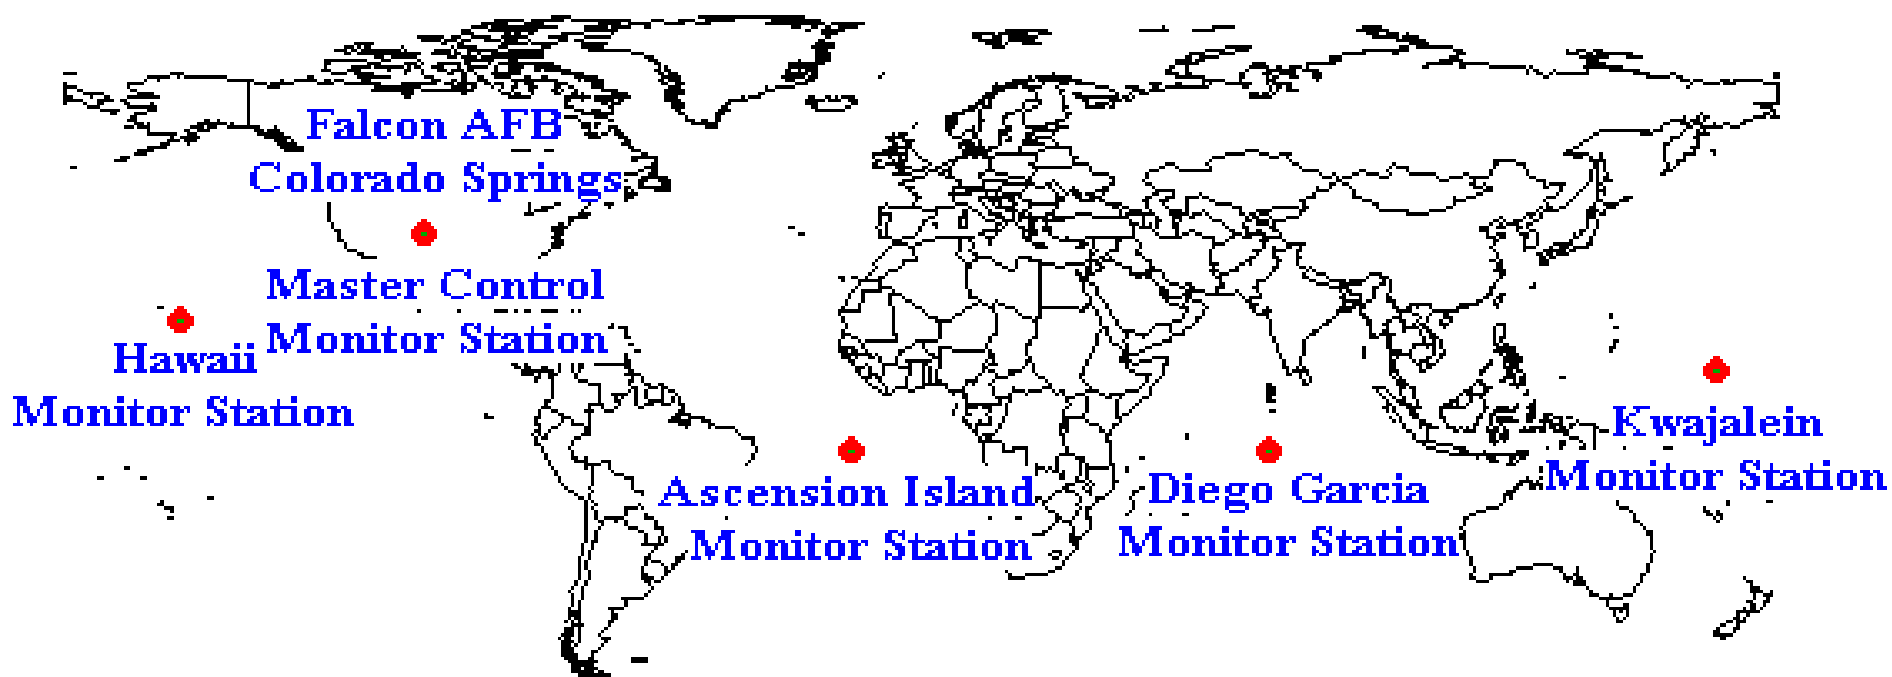 Falcon AFB
Colorado Springs
Master Control
Monitor Station
Hawaii
Monitor Station
Ascension Island
Monitor Station
Diego Garcia
Monitor Station
Kwajalein
Monitor Station